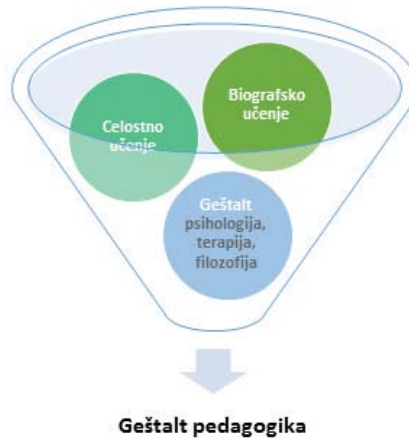 Biografsko
učenje
Celostno
učenje
Geštalt
psihologija,
terapija,
filozofija
Geštalt pedagogika